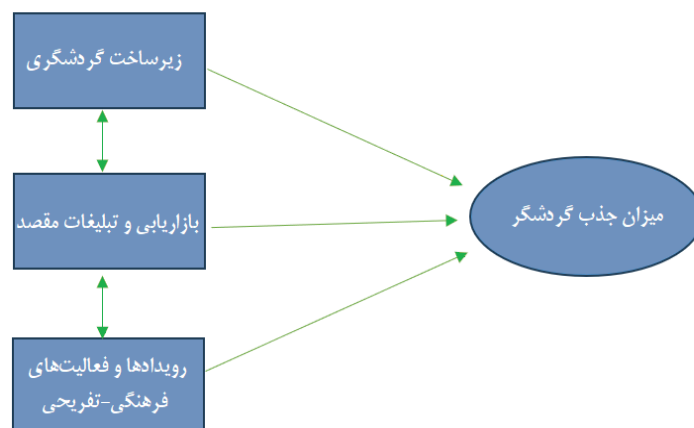 زیرساخت گردشگری
بازاریابی و تبلیغات مقصد
میزان جذب گردشگر
رویدادها و فعالیت‌های
فرهنگی-تفریحی